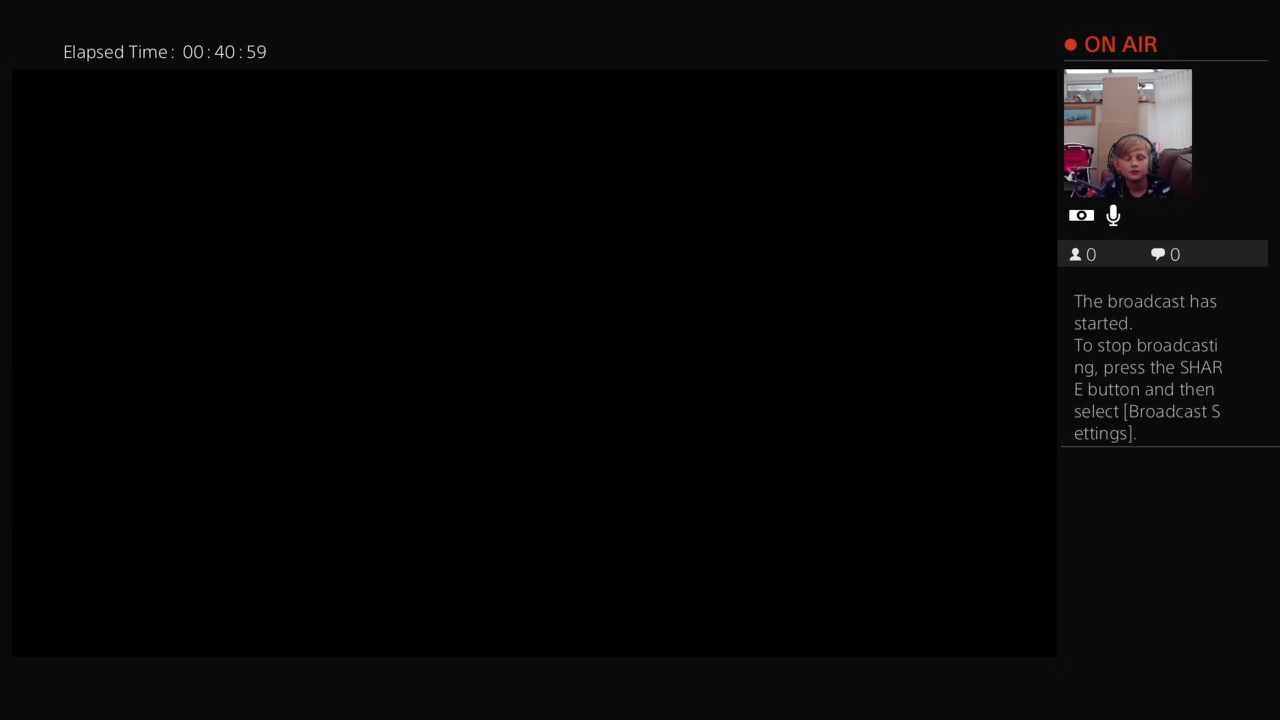 Elapsed Time: 00:40:59
ON AIR
0 0
The broadcast has
started.
To stop broadcasti
ng, press the SHAR
E button and then
select [Broadcast S
ettings].